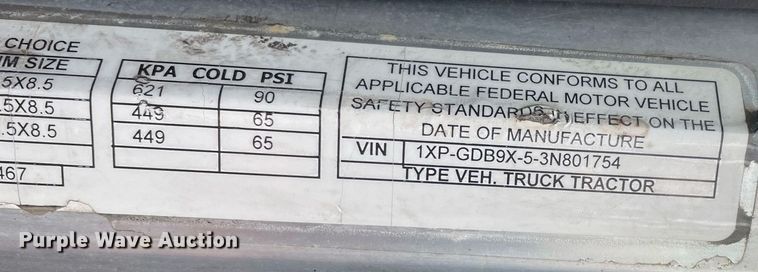 CHOICE
M SIZE
.5X8.5
.5X8.5
.5X8.5
467
KPA COLD PSI
621 90
449 65
449 65
THIS VEHICLE CONFORMS TO ALL
APPLICABLE FEDERAL MOTOR VEHICLE
SAFETY STANDARDS IN EFFECT ON THE
DATE OF MANUFACTURE
VIN 1XP-GDB9X-5-3N801754
TYPE VEH. TRUCK TRACTOR
Purple Wave Auction